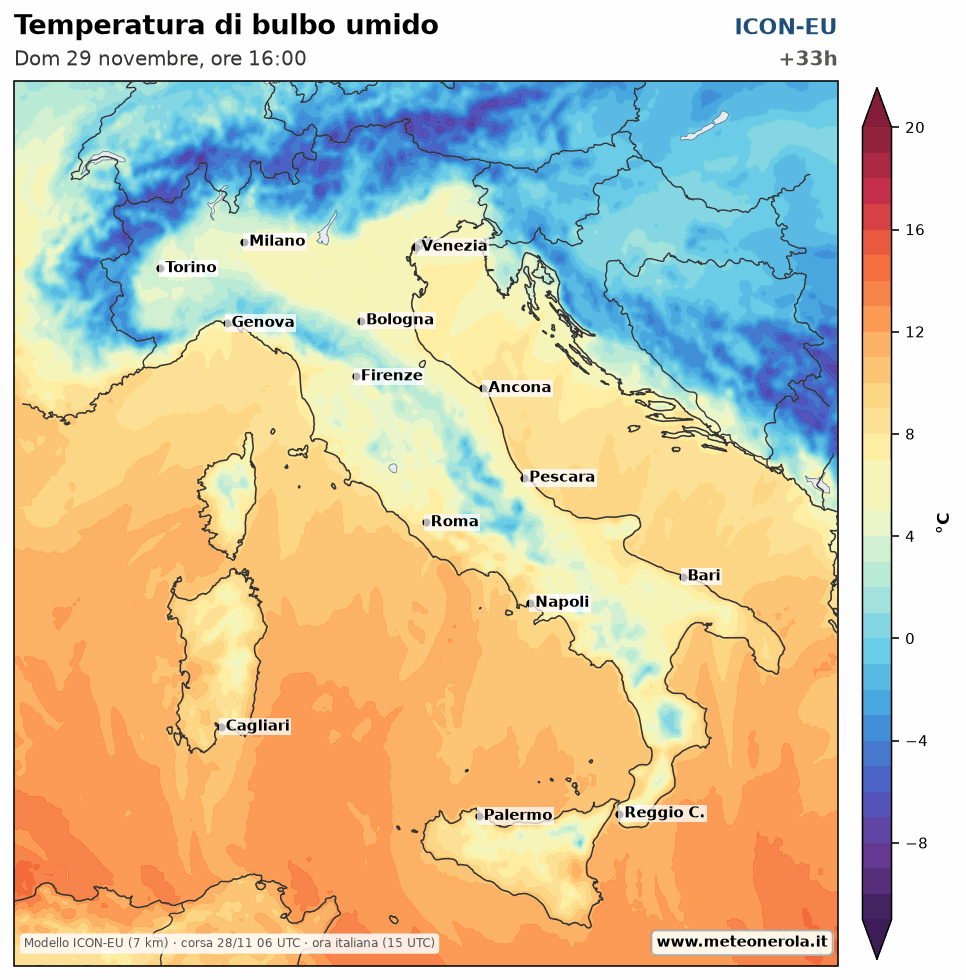 Temperatura di bulbo umido
ICON-EU
Dom 29 novembre, ore 16:00
+33h
20
16
12
8
4
0
−4
−8
°C
Milano
Venezia
Torino
Genova
Bologna
Firenze
Ancona
Pescara
Roma
Bari
Napoli
Cagliari
Palermo
Reggio C.
Modello ICON-EU (7 km) · corsa 28/11 06 UTC · ora italiana (15 UTC)
www.meteonerola.it